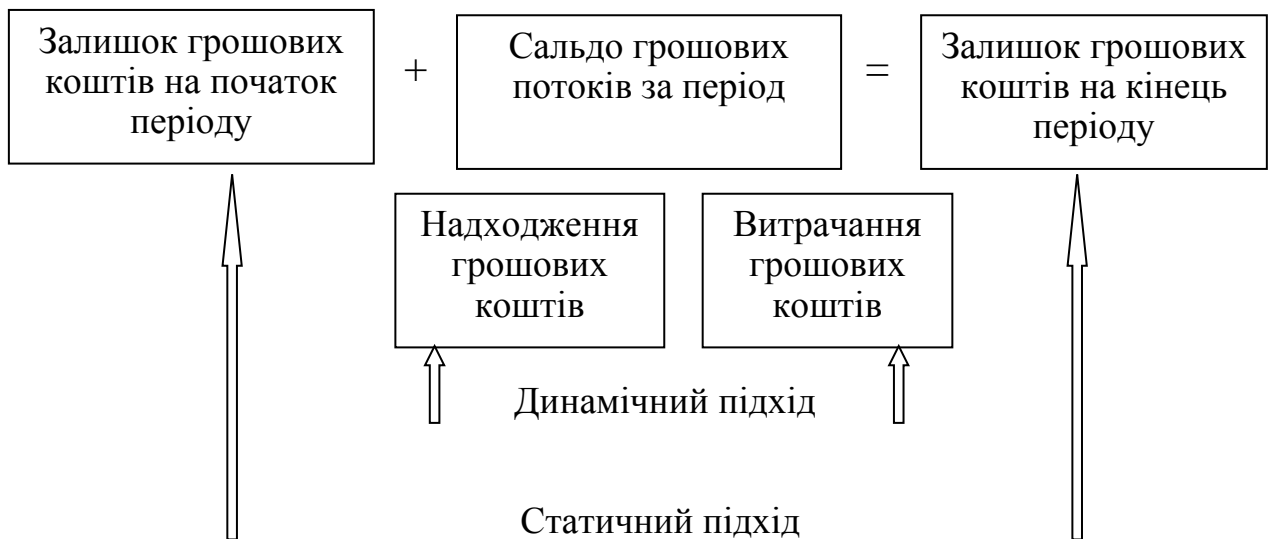 Залишок грошових
коштів на початок
періоду
+
Сальдо грошових
потоків за період
=
Залишок грошових
коштів на кінець
періоду
Надходження
грошових
коштів
Витрачання
грошових
коштів
Динамічний підхід
Статичний підхід